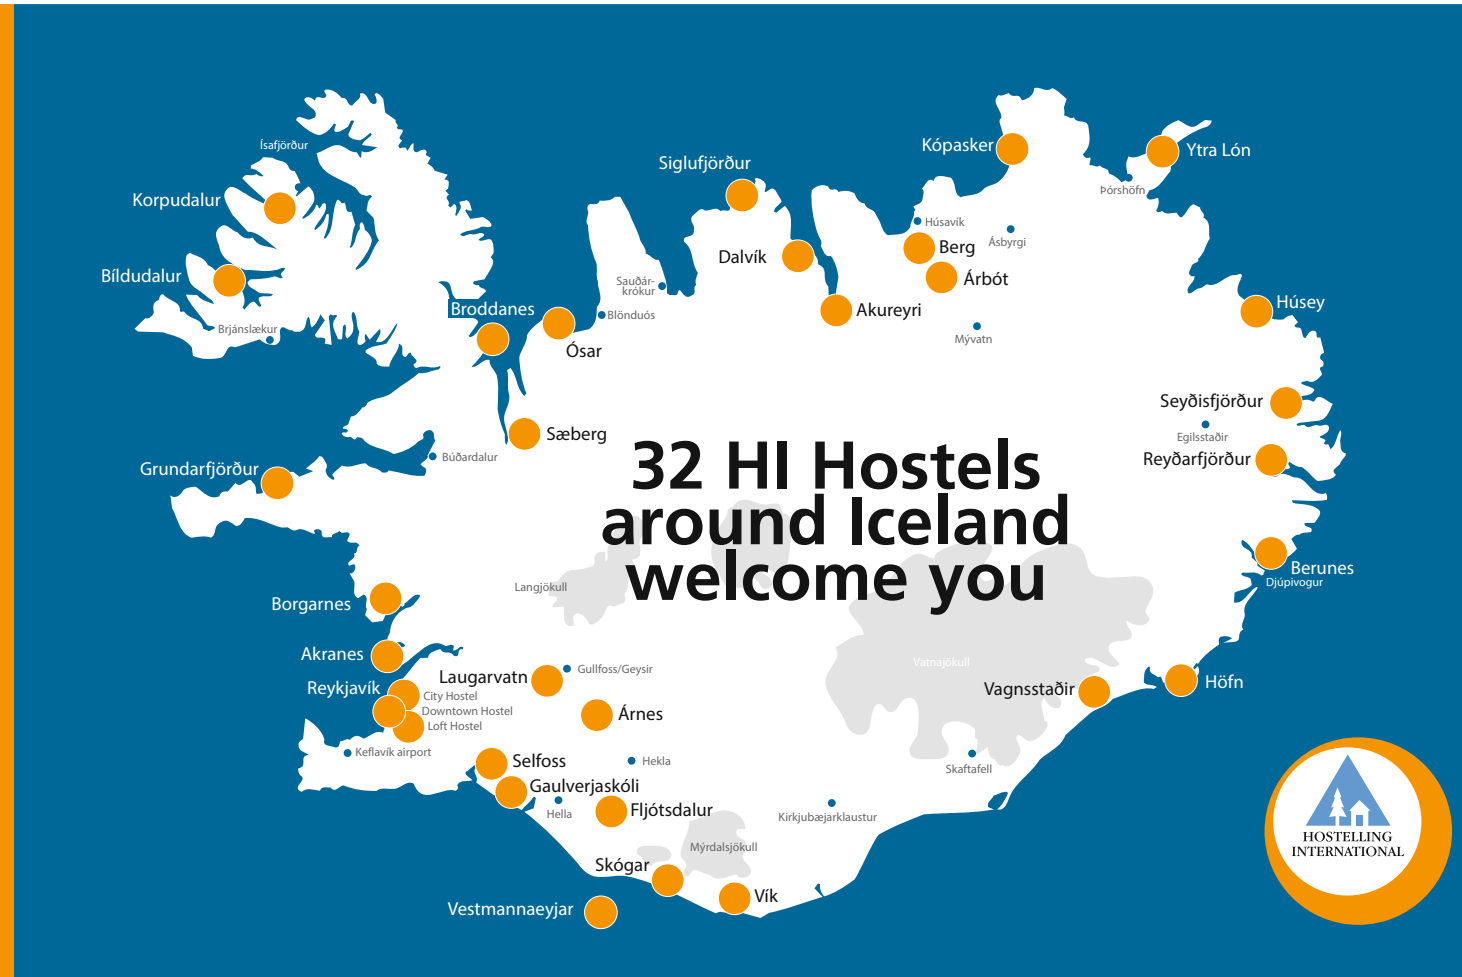 Ísafjörður
Korpudalur
Bíldudalur
Brjánslækur
Broddanes
Ósar
Siglufjörður
Dalvík
Sauðár-
krókur
Blönduós
Akureyri
Kópasker
Húsavík
Berg
Ásbyrgi
Árbót
Mývatn
Ytra Lón
Þórshöfn
Húsey
Seyðisfjörður
Egilsstaðir
Reyðarfjörður
Berunes
Djúpivogur
Sæberg
Búðardalur
Grundarfjörður
32 HI Hostels
around Iceland
welcome you
Langjökull
Borgarnes
Akranes
Reykjavík
City Hostel
Downtown Hostel
Loft Hostel
Keflavík airport
Laugarvatn
Gullfoss/Geysir
Árnes
Selfoss
Hekla
Gaulverjaskóli
Hella
Fljótsdalur
Mýrdalsjökull
Skógar
Vík
Vestmannaeyjar
Vatnajökull
Vagnsstaðir
Höfn
Skaftafell
Kirkjubæjarklaustur
HOSTELLING
INTERNATIONAL